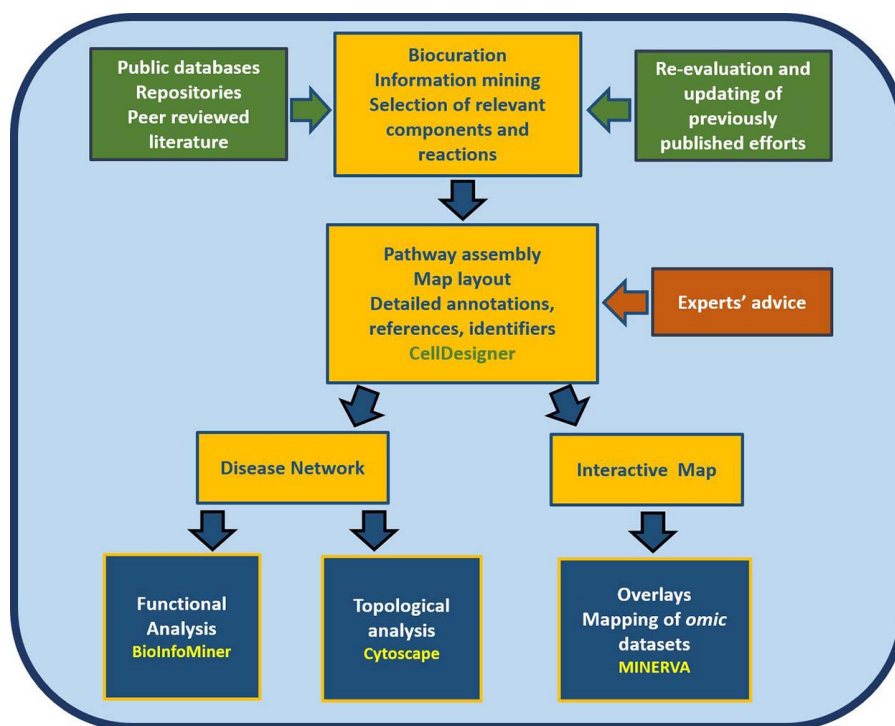 Public databases
Repositories
Peer reviewed
literature
Biocuration
Information mining
Selection of relevant
components and
reactions
Re-evaluation and
updating of
previously
published efforts
Pathway assembly
Map layout
Detailed annotations,
references, identifiers
CellDesigner
Experts’ advice
Disease Network
Interactive Map
Functional
Analysis
BioInfoMiner
Topological
analysis
Cytoscape
Overlays
Mapping of omic
datasets
MINERVA